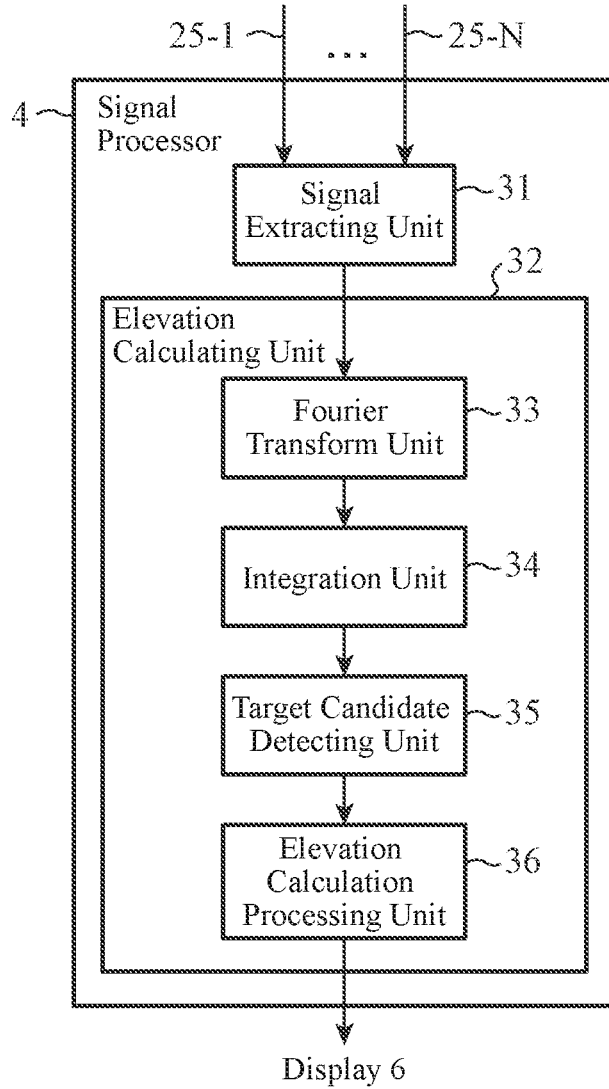 25-1
...
25-N
4
Signal
Processor
Signal
Extracting Unit
31
32
Elevation
Calculating Unit
Fourier
Transform Unit
33
Integration Unit
34
Target Candidate
Detecting Unit
35
Elevation
Calculation
Processing Unit
36
Display 6